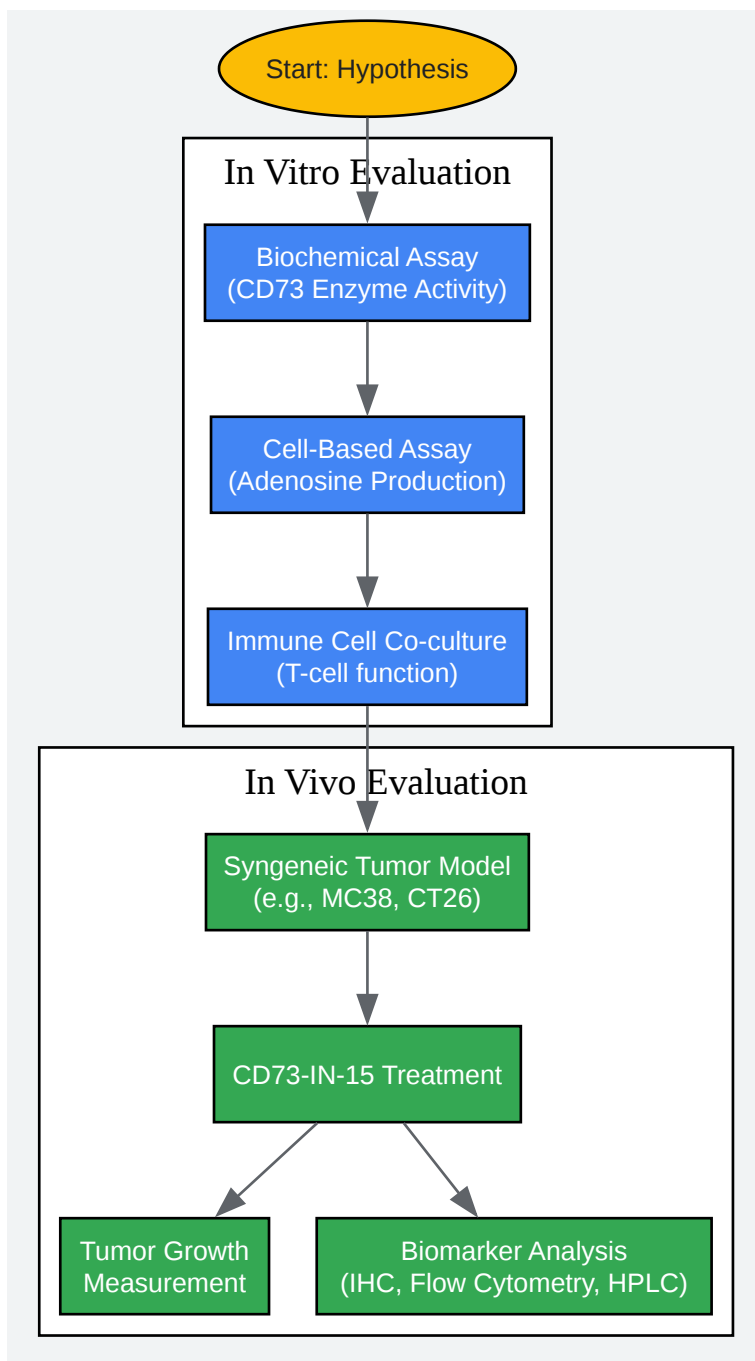 Start: Hypothesis
In Vitro Evaluation
Biochemical Assay
(CD73 Enzyme Activity)
Cell-Based Assay
(Adenosine Production)
Immune Cell Co-culture
(T-cell function)
In Vivo Evaluation
Syngeneic Tumor Model
(e.g., MC38, CT26)
CD73-IN-15 Treatment
Tumor Growth
Measurement
Biomarker Analysis
(IHC, Flow Cytometry, HPLC)